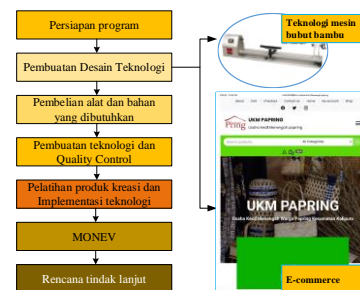 Persiapan program
Pembuatan Desain Teknologi
Pembelian alat dan bahan
yang dibutuhkan
Pembuatan teknologi dan
Quality Control
Pelatihan produk kreasi dan
Implementasi teknologi
MONEV
Rencana tindak lanjut
Teknologi mesin
bubut bambu
UKM PAPRING
UKM PAPRING
E-commerce